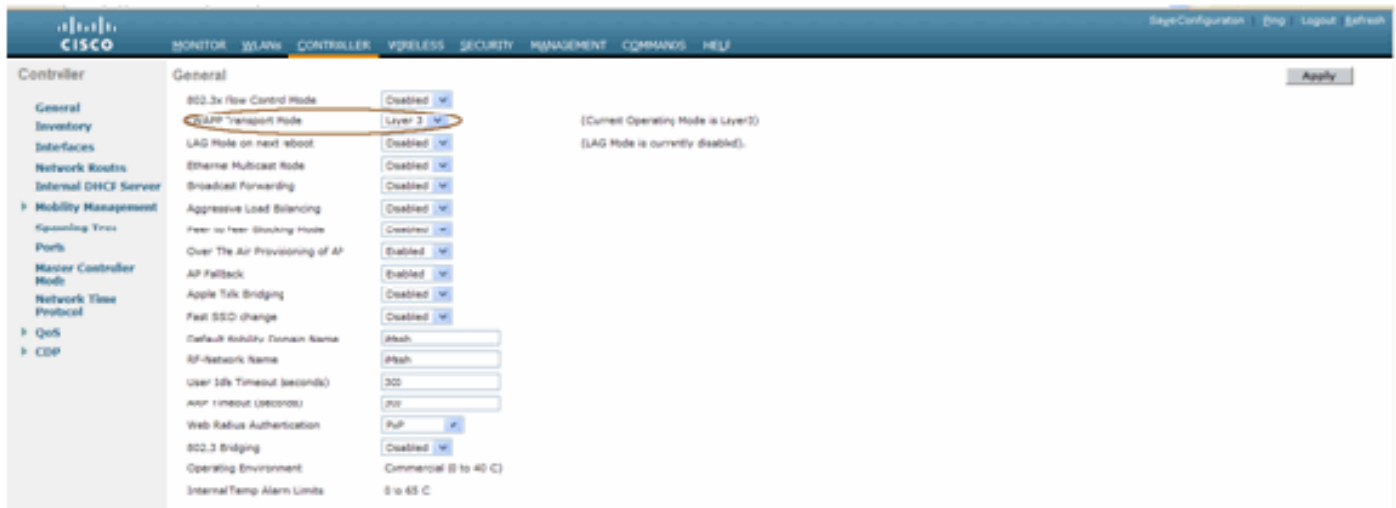 SaveConfiguration Ping Logout Refresh
CISCO MONITOR WLANs CONTROLLER WIRELESS SECURITY MANAGEMENT COMMANDS HELP
Controller
General
Inventory
Interfaces
Network Routes
Internal DHCP Server
Mobility Management
Spanning Tree
Ports
Master Controller
Mode
Network Time
Protocol
QoS
CDP
General Apply
802.3x Flow Control Mode Disabled
LWAPP Transport Mode Layer 3 (Current Operating Mode is Layer3)
LAG Mode on next reboot Disabled (LAG Mode is currently disabled).
Ethernet Multicast Mode Disabled
Broadcast Forwarding Disabled
Aggressive Load Balancing Disabled
Peer to Peer Blocking Mode Disabled
Over The Air Provisioning of AP Enabled
AP Fallback Enabled
Apple Talk Bridging Disabled
Fast SSID change Disabled
Default Mobility Domain Name
RF-Network Name
User Idle Timeout (seconds) 300
ARP Timeout (seconds) 300
Web Radius Authentication PAP
802.3 Bridging Disabled
Operating Environment Commercial (0 to 40 C)
Internal Temp Alarm Limits 0 to 65 C